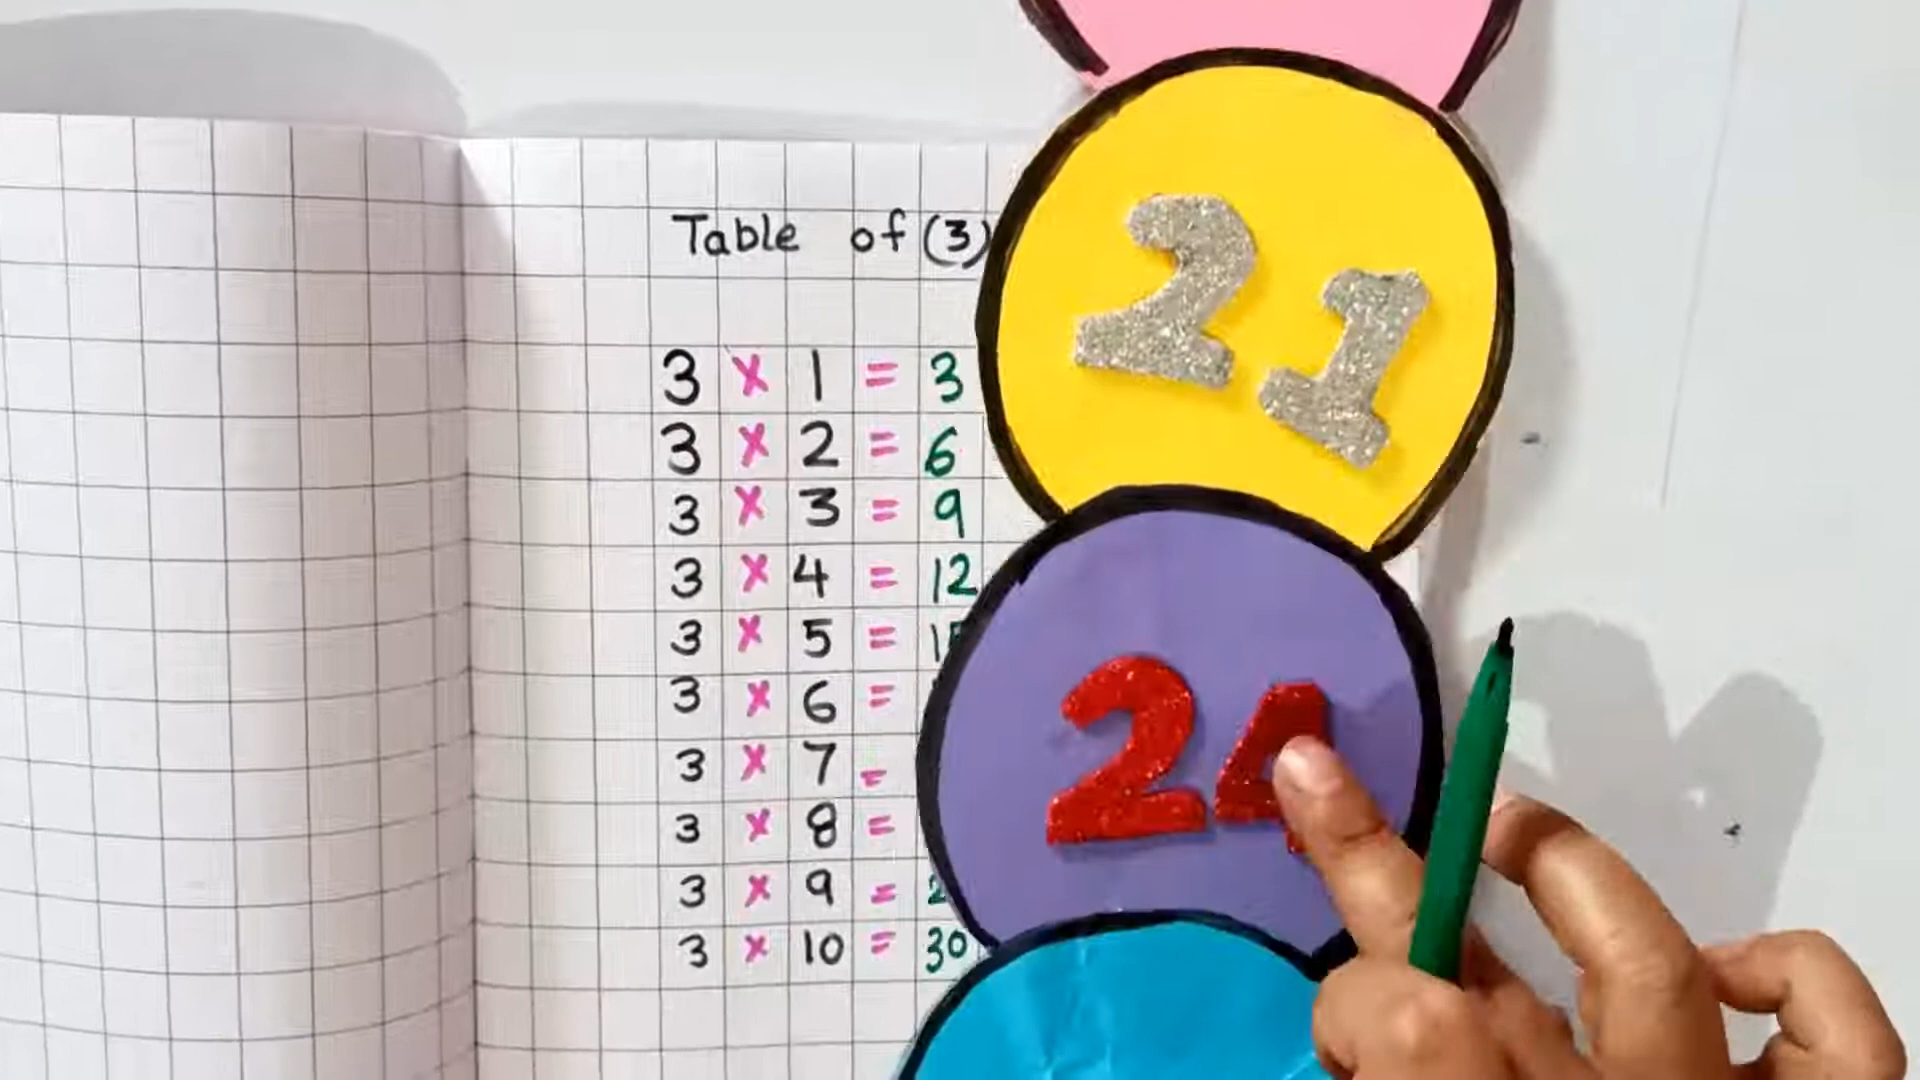 Table of (3)
3 × 1 = 3
3 × 2 = 6
3 × 3 = 9
3 × 4 = 12
3 × 5 =
3 × 6 =
3 × 7 =
3 × 8 =
3 × 9 =
3 × 10 = 30
21
24